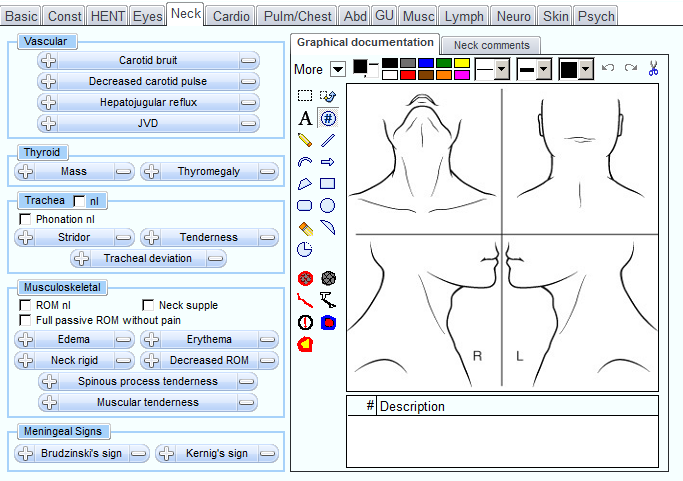 Basic Const HENT Eyes Neck Cardio Pulm/Chest Abd GU Musc Lymph Neuro Skin Psych
Vascular
Carotid bruit
Decreased carotid pulse
Hepatojugular reflux
JVD
Thyroid
Mass Thyromegaly
Trachea nl
Phonation nl
Stridor Tenderness
Tracheal deviation
Musculoskeletal
ROM nl Neck supple
Full passive ROM without pain
Edema Erythema
Neck rigid Decreased ROM
Spinous process tenderness
Muscular tenderness
Meningeal Signs
Brudzinski's sign Kernig's sign
Graphical documentation Neck comments
More
A #
R L
# Description